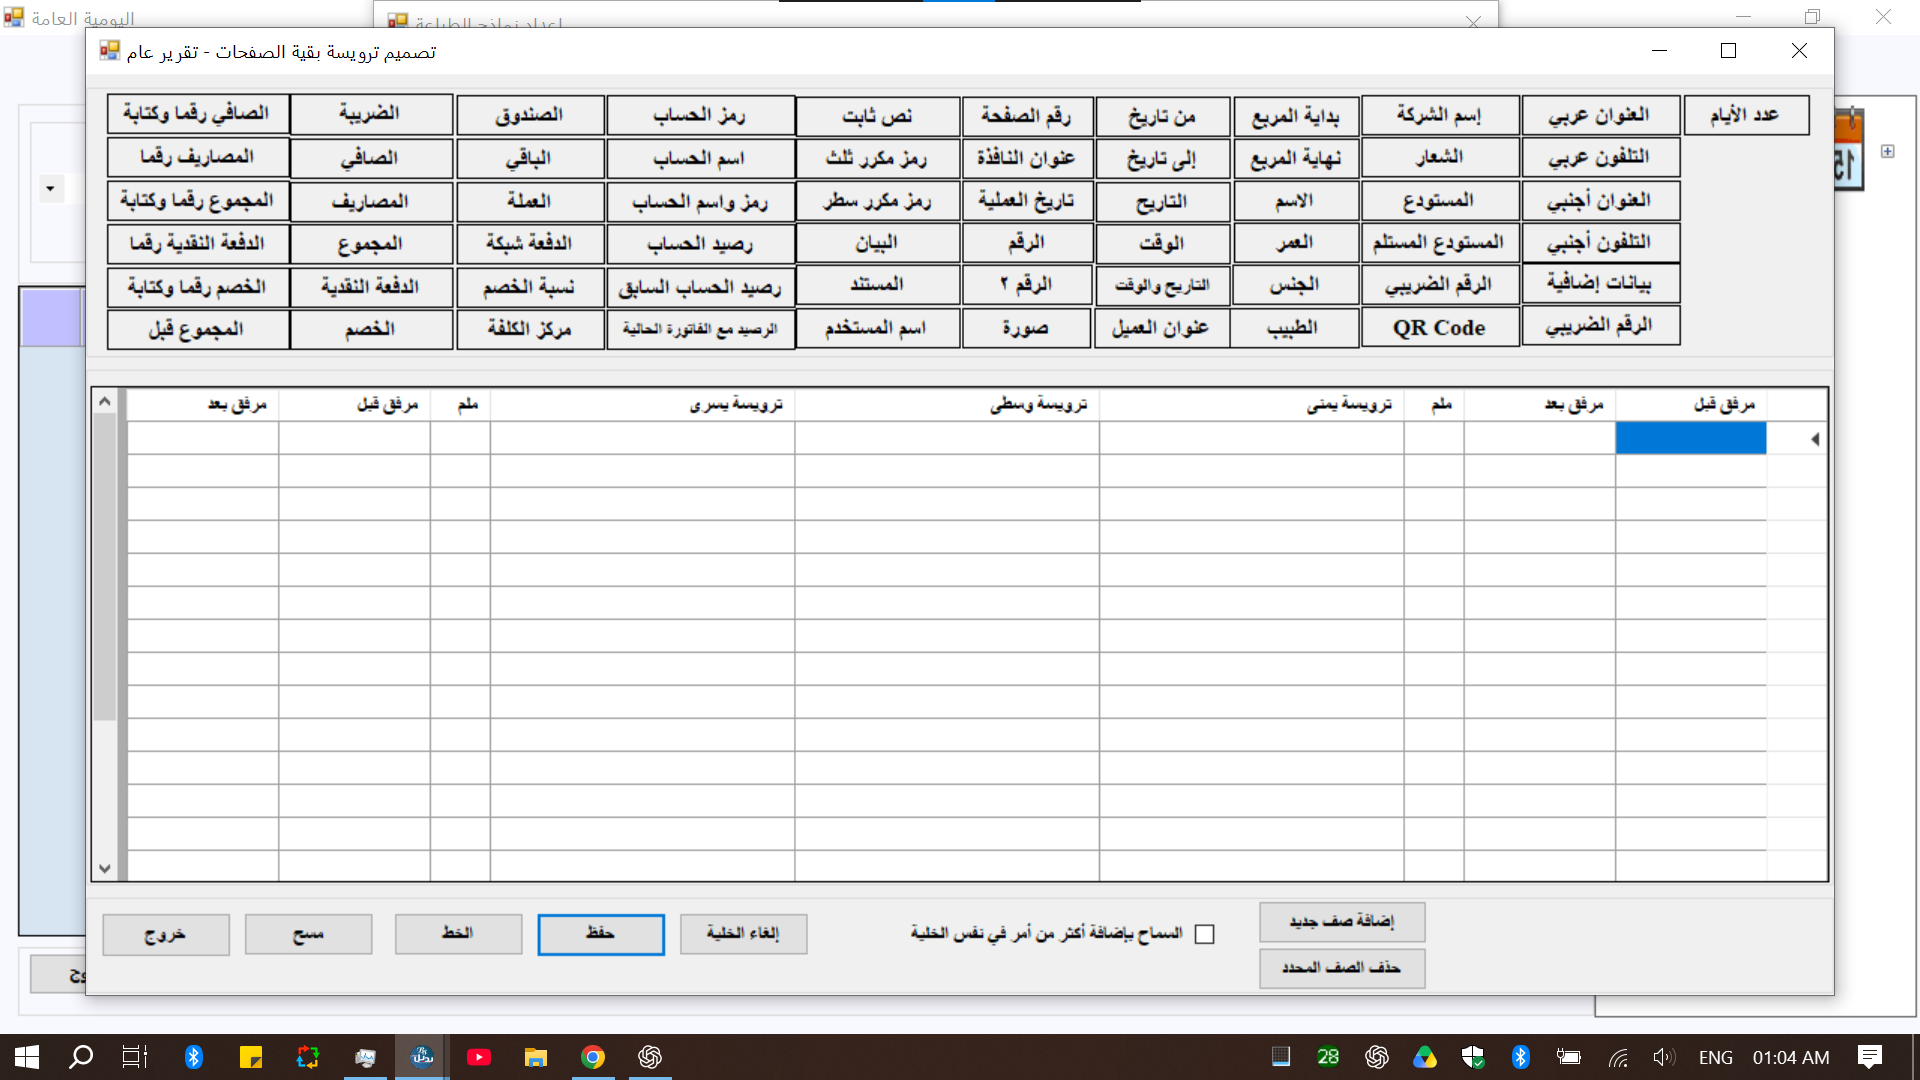 اليومية العامة
اعداد نماذج الطباعة
تصميم ترويسة بقية الصفحات - تقرير عام
عدد الأيام العنوان عربي إسم الشركة بداية المربع من تاريخ رقم الصفحة نص ثابت رمز الحساب الصندوق الضريبة الصافي رقما وكتابة
التلفون عربي الشعار نهاية المربع إلى تاريخ عنوان النافذة رمز مكرر ثلث اسم الحساب الباقي الصافي المصاريف رقما
العنوان أجنبي المستودع الاسم التاريخ تاريخ العملية رمز مكرر سطر رمز واسم الحساب العملة المصاريف المجموع رقما وكتابة
التلفون أجنبي المستودع المستلم العمر الوقت الرقم البيان رصيد الحساب الدفعة شبكة المجموع الدفعة النقدية رقما
بيانات إضافية الرقم الضريبي الجنس التاريخ والوقت الرقم ٢ المستند رصيد الحساب السابق نسبة الخصم الدفعة النقدية الخصم رقما وكتابة
الرقم الضريبي QR Code الطبيب عنوان العميل صورة اسم المستخدم الرصيد مع الفاتورة الحالية مركز الكلفة الخصم المجموع قبل
مرفق قبل مرفق بعد ملم ترويسة يمنى ترويسة وسطى ترويسة يسرى ملم مرفق قبل مرفق بعد
إضافة صف جديد
السماح بإضافة أكثر من أمر في نفس الخلية إلغاء الخلية حفظ الخط مسح خروج
حذف الصف المحدد
15
28 ENG 01:04 AM